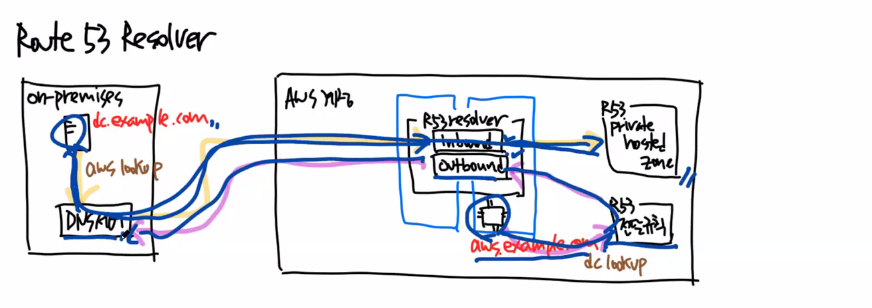 Route 53 Resolver
on-premises
dc.example.com
aws lookup
DNS서버
AWS 계정
R53 resolver
Inbound
outbound
aws.example.com
R53
private
hosted
zone
R53
전달규칙
dc lookup